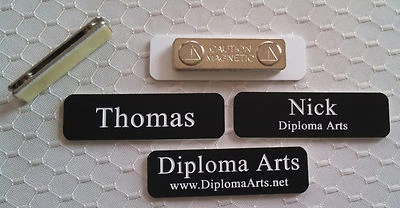 CAUTION
MAGNETIC
Thomas
Nick
Diploma Arts
Diploma Arts
www.DiplomaArts.net